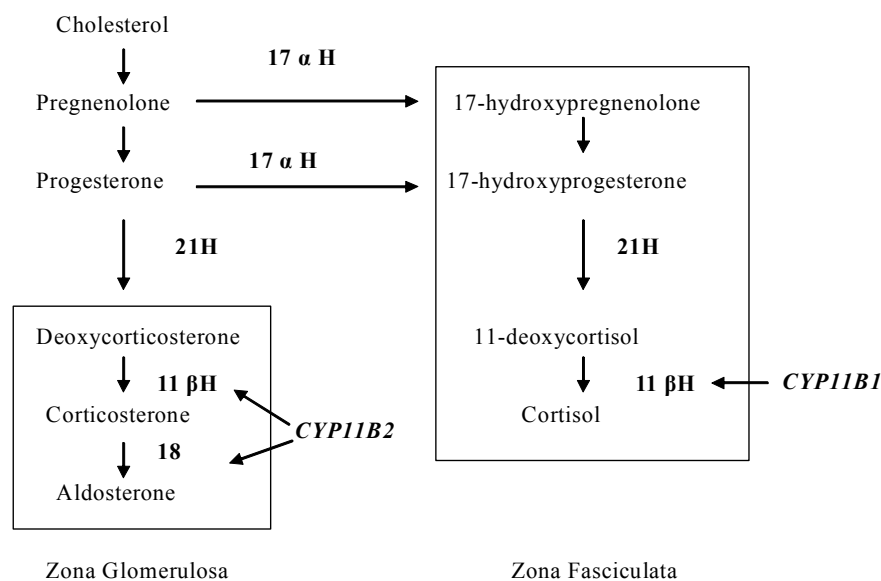 Cholesterol
17 α H
Pregnenolone
17-hydroxypregnenolone
17 α H
Progesterone
17-hydroxyprogesterone
21H
21H
Deoxycorticosterone
11-deoxycortisol
11 βH
11 βH
CYP11B1
Corticosterone
Cortisol
CYP11B2
18
Aldosterone
Zona Glomerulosa
Zona Fasciculata